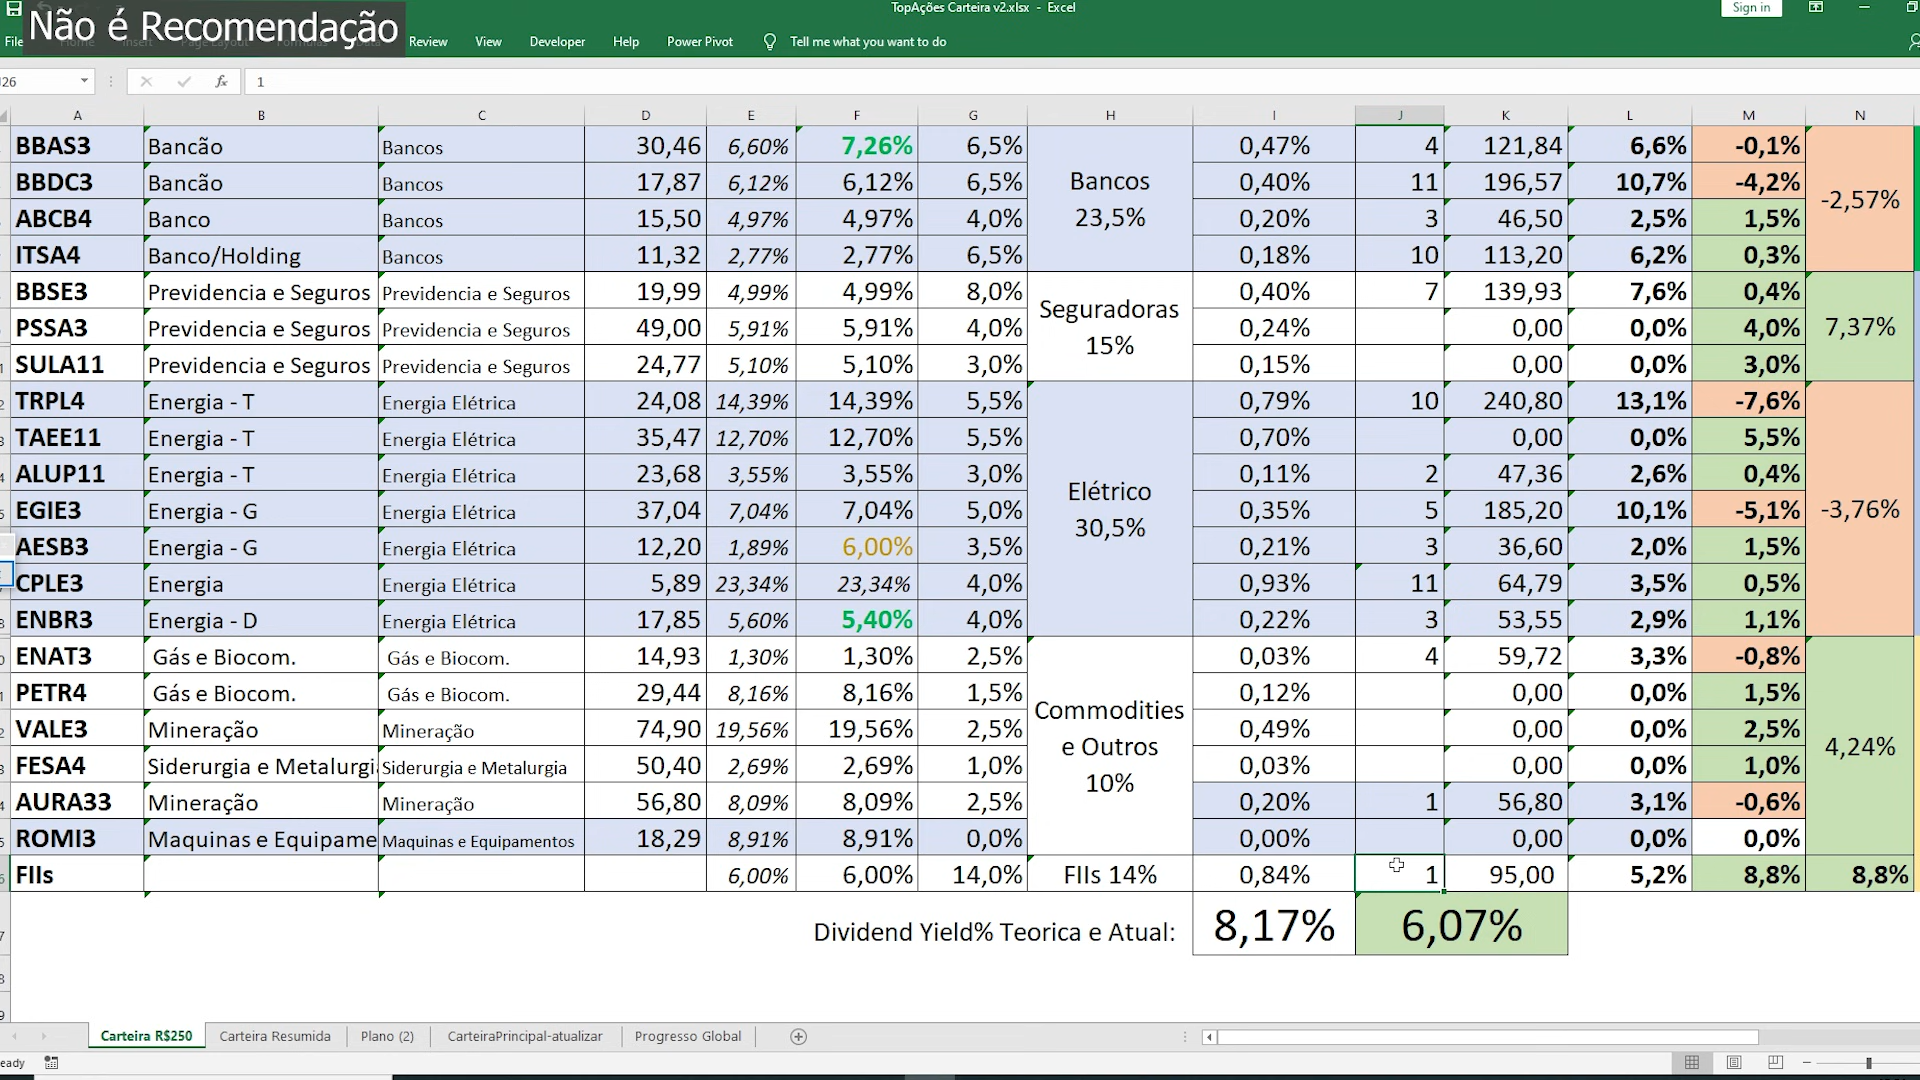 TopAções Carteira v2.xlsx - Excel
Sign in
Não é Recomendação
File
Review View Developer Help Power Pivot Tell me what you want to do
fx 1
A B C D E F G H I J K L M N
BBAS3 Bancão Bancos 30,46 6,60% 7,26% 6,5% 0,47% 4 121,84 6,6% -0,1%
BBDC3 Bancão Bancos 17,87 6,12% 6,12% 6,5% Bancos 0,40% 11 196,57 10,7% -4,2% -2,57%
ABCB4 Banco Bancos 15,50 4,97% 4,97% 4,0% 23,5% 0,20% 3 46,50 2,5% 1,5%
ITSA4 Banco/Holding Bancos 11,32 2,77% 2,77% 6,5% 0,18% 10 113,20 6,2% 0,3%
BBSE3 Previdencia e Seguros Previdencia e Seguros 19,99 4,99% 4,99% 8,0% Seguradoras 0,40% 7 139,93 7,6% 0,4%
PSSA3 Previdencia e Seguros Previdencia e Seguros 49,00 5,91% 5,91% 4,0% 15% 0,24% 0,00 0,0% 4,0% 7,37%
SULA11 Previdencia e Seguros Previdencia e Seguros 24,77 5,10% 5,10% 3,0% 0,15% 0,00 0,0% 3,0%
TRPL4 Energia - T Energia Elétrica 24,08 14,39% 14,39% 5,5% 0,79% 10 240,80 13,1% -7,6%
TAEE11 Energia - T Energia Elétrica 35,47 12,70% 12,70% 5,5% 0,70% 0,00 0,0% 5,5%
ALUP11 Energia - T Energia Elétrica 23,68 3,55% 3,55% 3,0% Elétrico 0,11% 2 47,36 2,6% 0,4%
EGIE3 Energia - G Energia Elétrica 37,04 7,04% 7,04% 5,0% 30,5% 0,35% 5 185,20 10,1% -5,1% -3,76%
AESB3 Energia - G Energia Elétrica 12,20 1,89% 6,00% 3,5% 0,21% 3 36,60 2,0% 1,5%
CPLE3 Energia Energia Elétrica 5,89 23,34% 23,34% 4,0% 0,93% 11 64,79 3,5% 0,5%
ENBR3 Energia - D Energia Elétrica 17,85 5,60% 5,40% 4,0% 0,22% 3 53,55 2,9% 1,1%
ENAT3 Gás e Biocom. Gás e Biocom. 14,93 1,30% 1,30% 2,5% 0,03% 4 59,72 3,3% -0,8%
PETR4 Gás e Biocom. Gás e Biocom. 29,44 8,16% 8,16% 1,5% Commodities 0,12% 0,00 0,0% 1,5%
VALE3 Mineração Mineração 74,90 19,56% 19,56% 2,5% e Outros 0,49% 0,00 0,0% 2,5% 4,24%
FESA4 Siderurgia e Metalurgi Siderurgia e Metalurgia 50,40 2,69% 2,69% 1,0% 10% 0,03% 0,00 0,0% 1,0%
AURA33 Mineração Mineração 56,80 8,09% 8,09% 2,5% 0,20% 1 56,80 3,1% -0,6%
ROMI3 Maquinas e Equipame Maquinas e Equipamentos 18,29 8,91% 8,91% 0,0% 0,00% 0,00 0,0% 0,0%
FIIs 6,00% 6,00% 14,0% FIIs 14% 0,84% 1 95,00 5,2% 8,8% 8,8%
Dividend Yield% Teorica e Atual: 8,17% 6,07%
Carteira R$250 Carteira Resumida Plano (2) CarteiraPrincipal-atualizar Progresso Global
eady